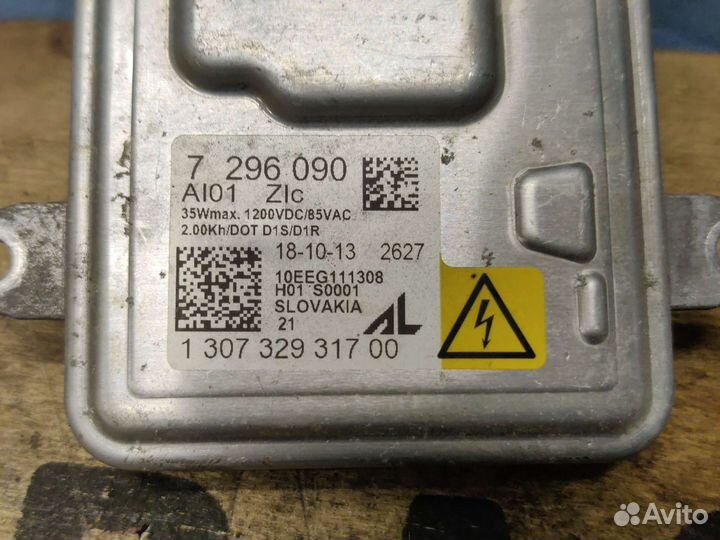 7 296 090
AI01 ZIc
35Wmax. 1200VDC/85VAC
2.00Kh/DOT D1S/D1R
18-10-13 2627
10EEG111308
H01 S0001
SLOVAKIA
21 AL
1 307 329 317 00
Avito